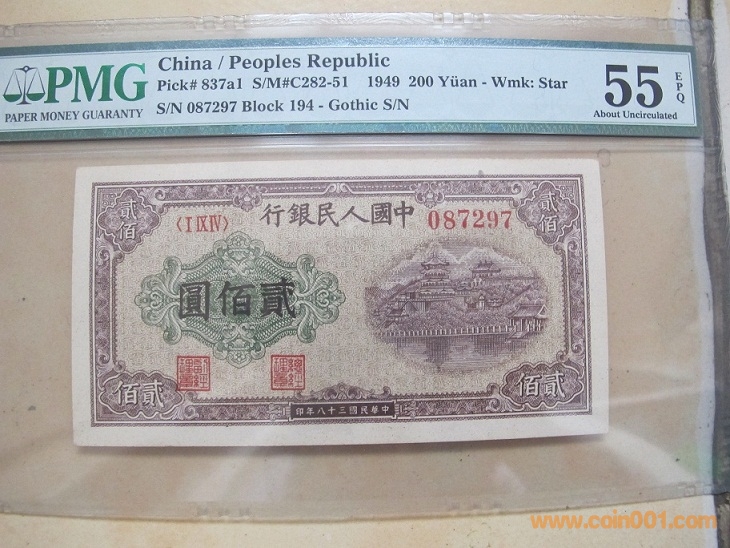 PMG
PAPER MONEY GUARANTY
China / Peoples Republic
Pick# 837a1 S/M#C282-51 1949 200 Yüan - Wmk: Star
S/N 087297 Block 194 - Gothic S/N
55
EPQ
About Uncirculated
貳佰
〈I IX IV〉
行銀民人國中
087297
貳佰
圓佰貳
佰貳
印年八十三國民華中
佰貳
www.coin001.com